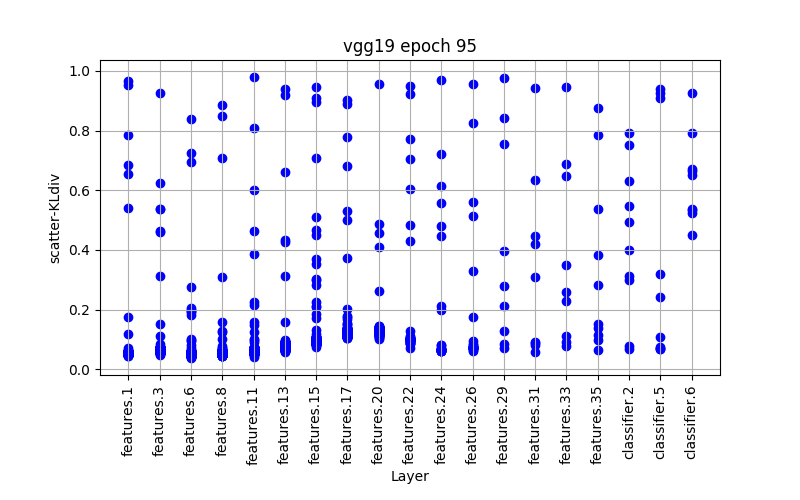 vgg19 epoch 95
scatter-KLdiv
1.0
0.8
0.6
0.4
0.2
0.0
features.1
features.3
features.6
features.8
features.11
features.13
features.15
features.17
features.20
features.22
features.24
features.26
features.29
features.31
features.33
features.35
classifier.2
classifier.5
classifier.6
Layer